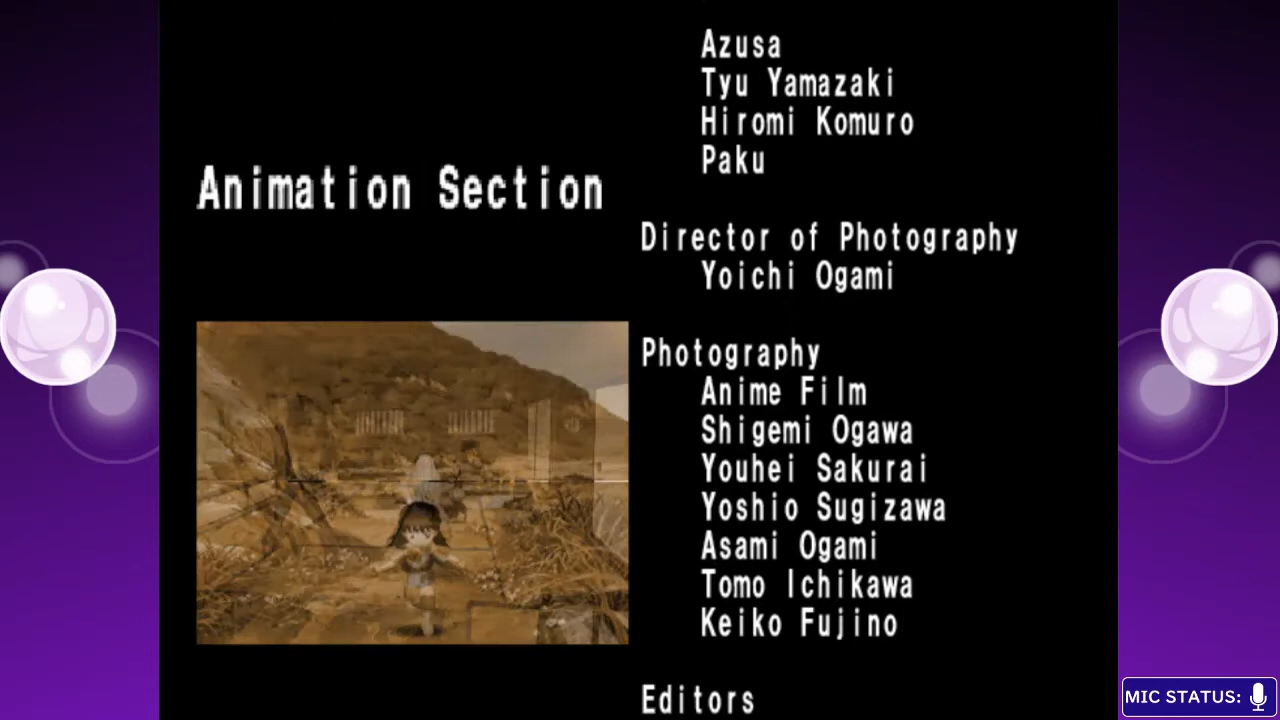 Azusa
Tyu Yamazaki
Hiromi Komuro
Paku
Animation Section
Director of Photography
Yoichi Ogami
Photography
Anime Film
Shigemi Ogawa
Youhei Sakurai
Yoshio Sugizawa
Asami Ogami
Tomo Ichikawa
Keiko Fujino
Editors
MIC STATUS: